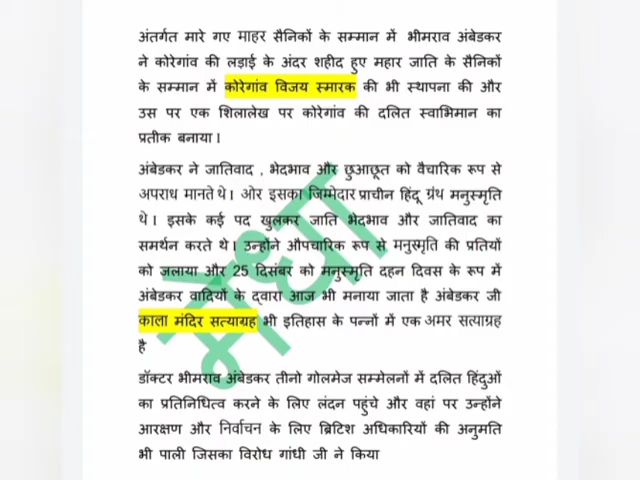 अंतर्गत मारे गए माहर सैनिकों के सम्मान में भीमराव अंबेडकर
ने कोरेगांव की लड़ाई के अंदर शहीद हुए महार जाति के सैनिकों
के सम्मान में कोरेगांव विजय स्मारक की भी स्थापना की और
उस पर एक शिलालेख पर कोरेगांव की दलित स्वाभिमान का
प्रतीक बनाया ।
अंबेडकर ने जातिवाद , भेदभाव और छुआछूत को वैचारिक रूप से
अपराध मानते थे । ओर इसका जिम्मेदार प्राचीन हिंदू ग्रंथ मनुस्मृति
थे । इसके कई पद खुलकर जाति भेदभाव और जातिवाद का
समर्थन करते थे । उन्होंने औपचारिक रूप से मनुस्मृति की प्रतियों
को जलाया और 25 दिसंबर को मनुस्मृति दहन दिवस के रूप में
अंबेडकर वादियों के द्वारा आज भी मनाया जाता है अंबेडकर जी
काला मंदिर सत्याग्रह भी इतिहास के पन्नों में एक अमर सत्याग्रह
है
डॉक्टर भीमराव अंबेडकर तीनो गोलमेज सम्मेलनों में दलित हिंदुओं
का प्रतिनिधित्व करने के लिए लंदन पहुंचे और वहां पर उन्होंने
आरक्षण और निर्वाचन के लिए ब्रिटिश अधिकारियों की अनुमति
भी पाली जिसका विरोध गांधी जी ने किया